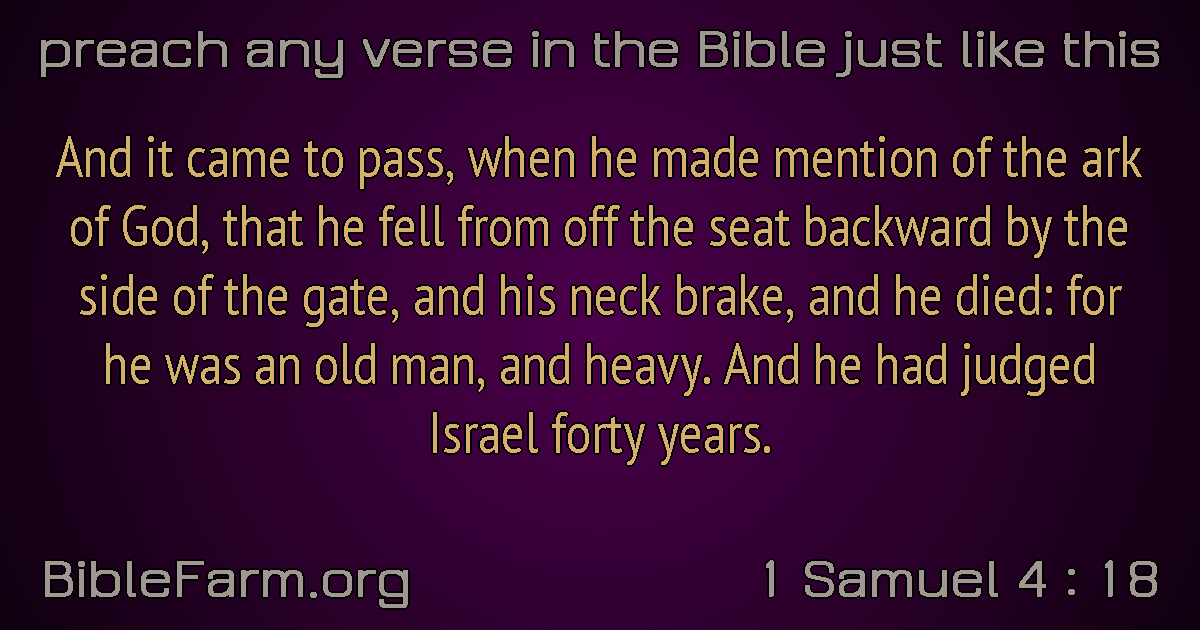 preach any verse in the Bible just like this
And it came to pass, when he made mention of the ark
of God, that he fell from off the seat backward by the
side of the gate, and his neck brake, and he died: for
he was an old man, and heavy. And he had judged
Israel forty years.
BibleFarm.org
1 Samuel 4 : 18